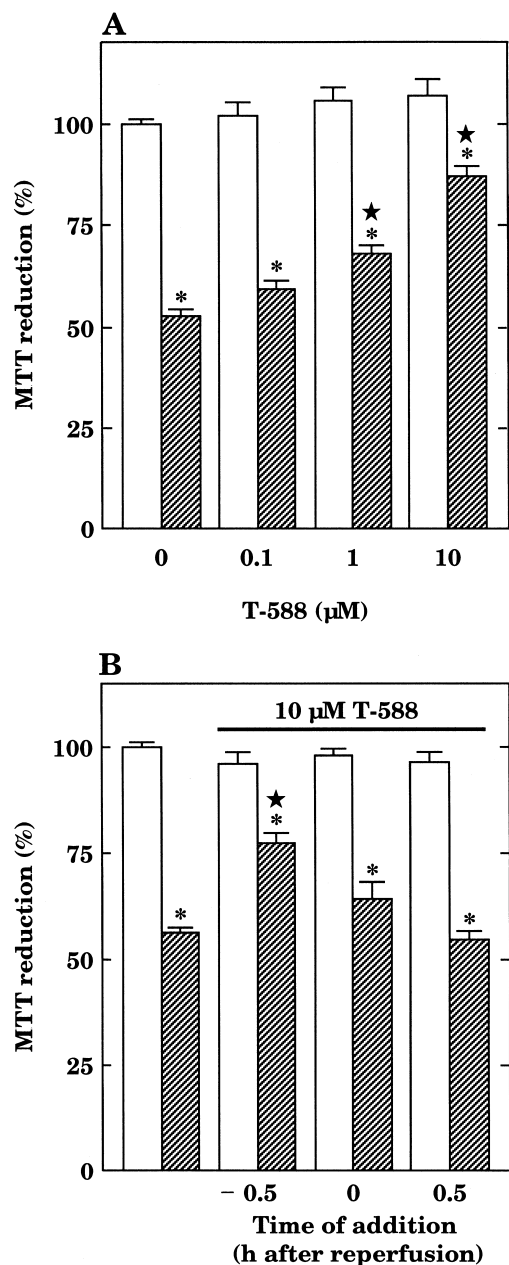 A
MTT reduction (%)
100
75
50
25
0
★
*
★
*
*
*
0 0.1 1 10
T-588 (µM)
B
MTT reduction (%)
10 µM T-588
100
75
50
25
0
★
*
*
*
*
– 0.5 0 0.5
Time of addition
(h after reperfusion)